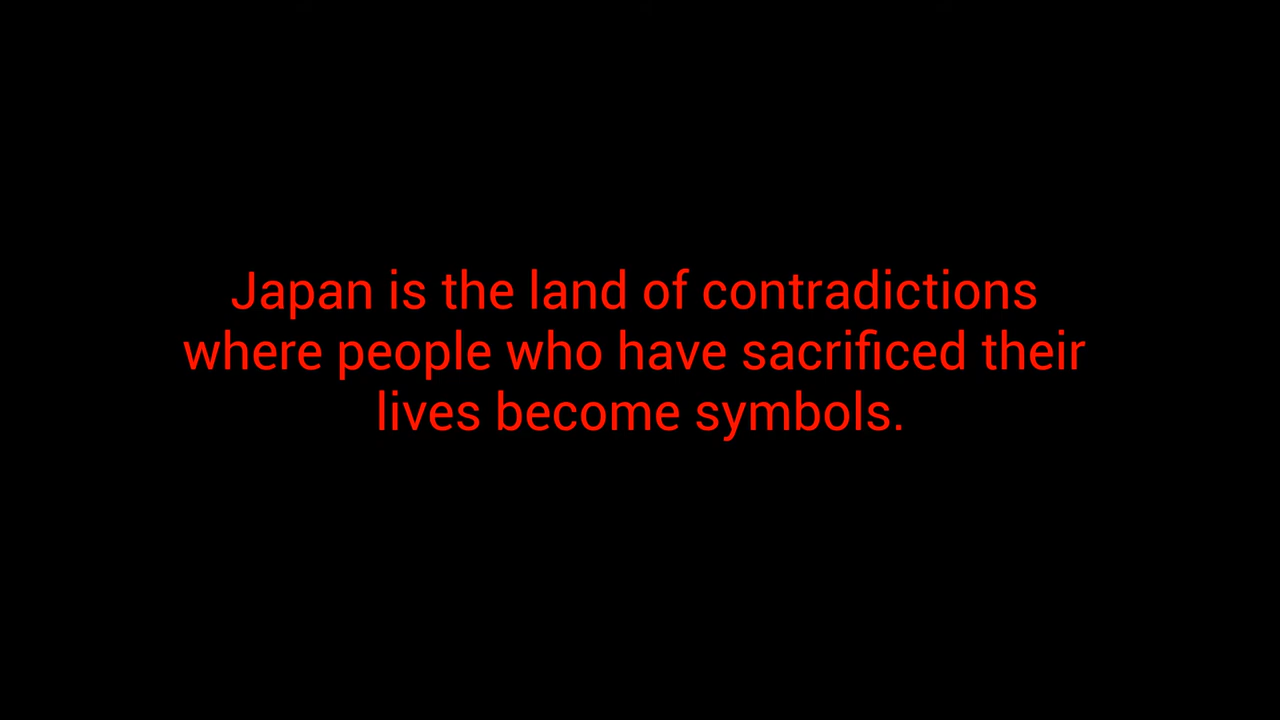 Japan is the land of contradictions
where people who have sacrificed their
lives become symbols.